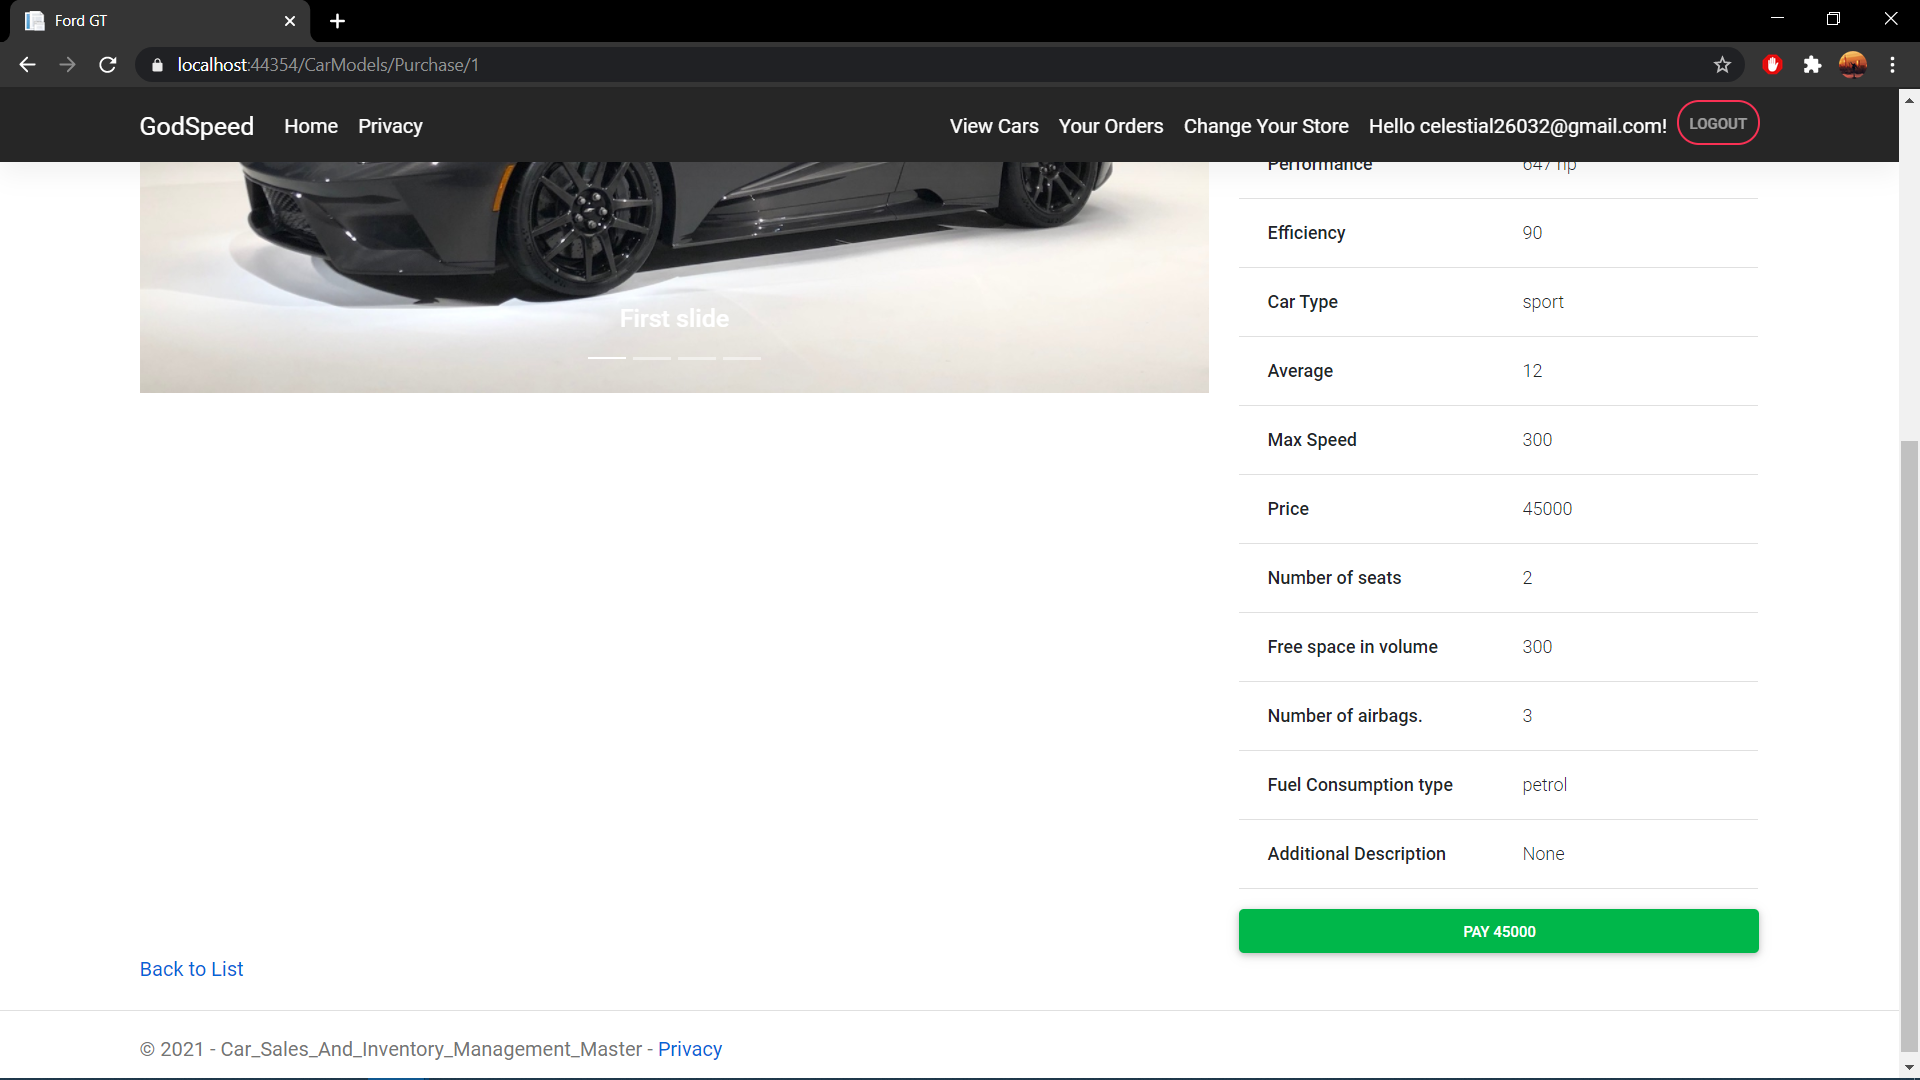 Ford GT
localhost:44354/CarModels/Purchase/1
GodSpeed Home Privacy View Cars Your Orders Change Your Store Hello celestial26032@gmail.com! LOGOUT
Performance 647 hp
Efficiency 90
Car Type sport
Average 12
Max Speed 300
Price 45000
Number of seats 2
Free space in volume 300
Number of airbags. 3
Fuel Consumption type petrol
Additional Description None
First slide
PAY 45000
Back to List
© 2021 - Car_Sales_And_Inventory_Management_Master - Privacy